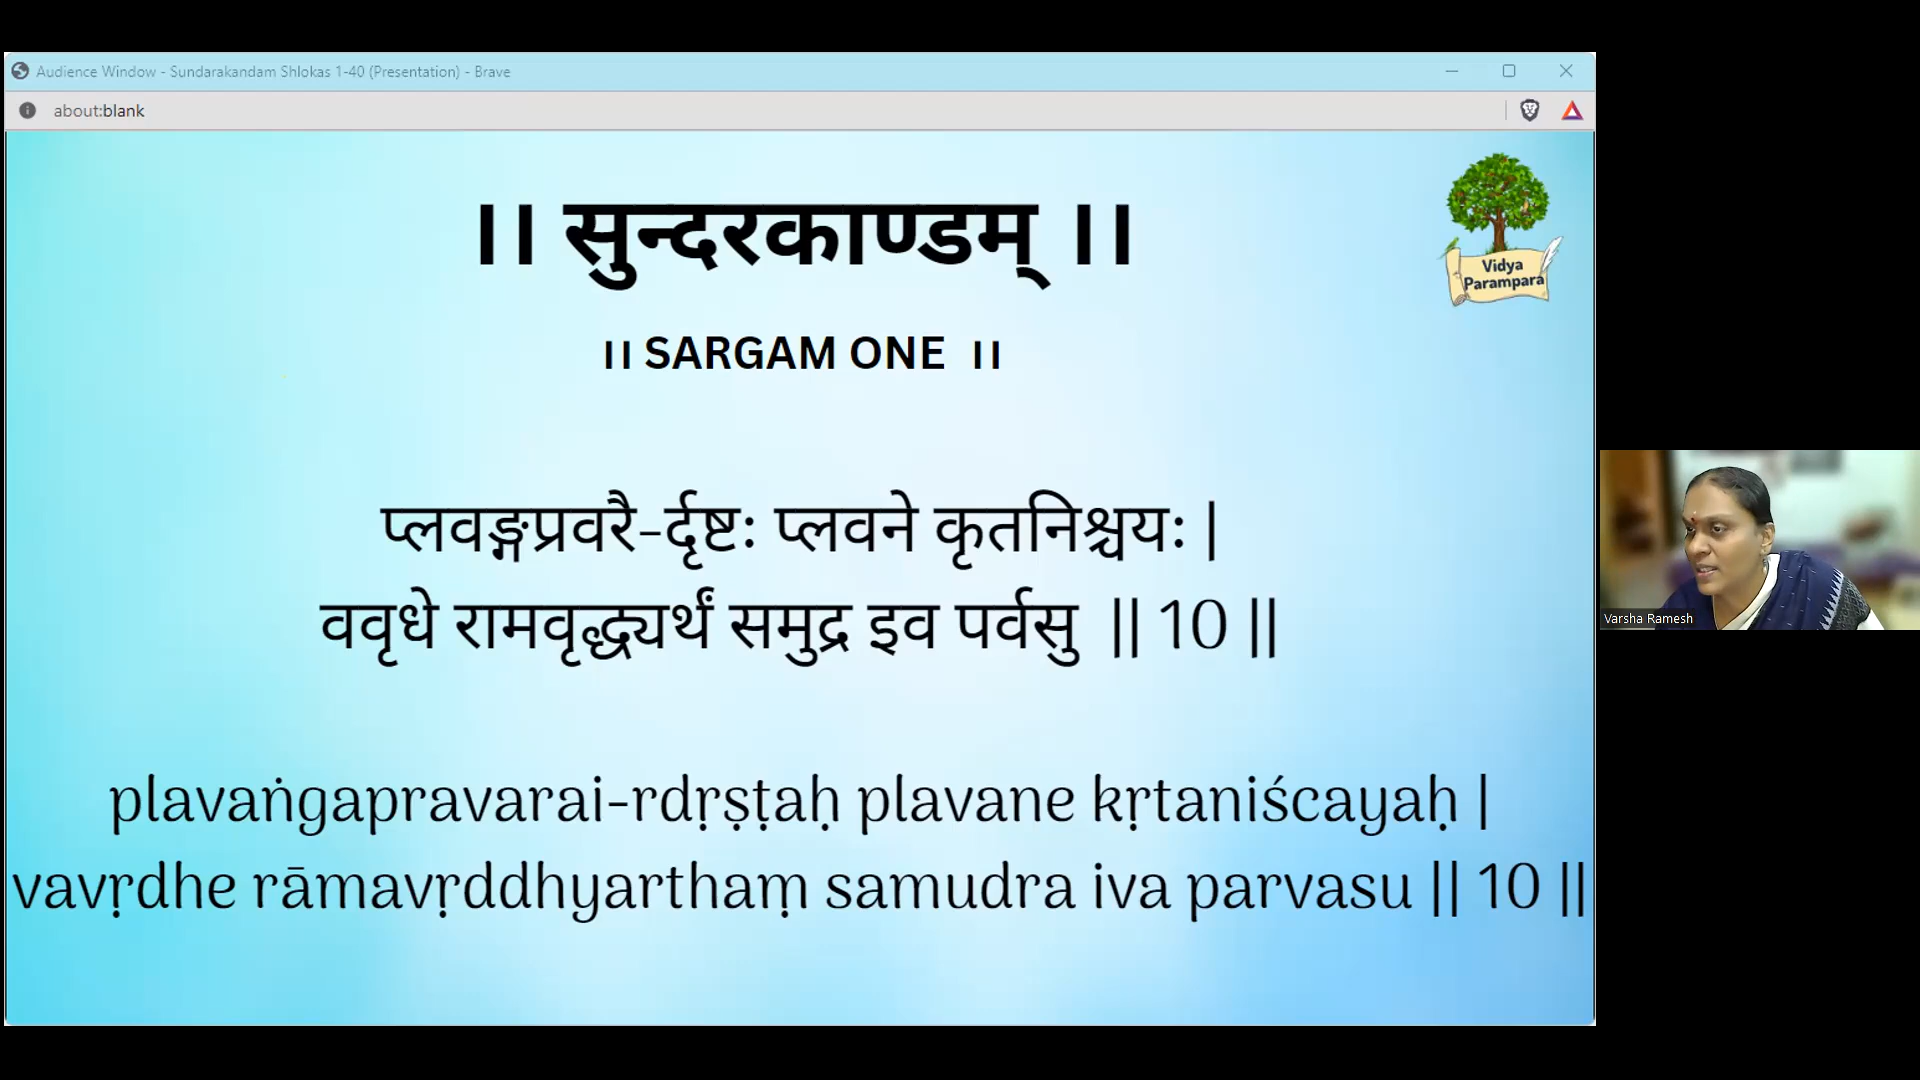 Audience Window - Sundarakandam Shlokas 1-40 (Presentation) - Brave
about:blank
।। सुन्दरकाण्डम् ।।
Vidya
Parampara
।। SARGAM ONE ।।
प्लवङ्गप्रवरै-र्दृष्टः प्लवने कृतनिश्चयः |
ववृधे रामवृद्ध्यर्थं समुद्र इव पर्वसु || 10 ||
Varsha Ramesh
plavaṅgapravarai-rdṛṣṭaḥ plavane kṛtaniścayaḥ |
vavṛdhe rāmavṛddhyarthaṃ samudra iva parvasu || 10 ||